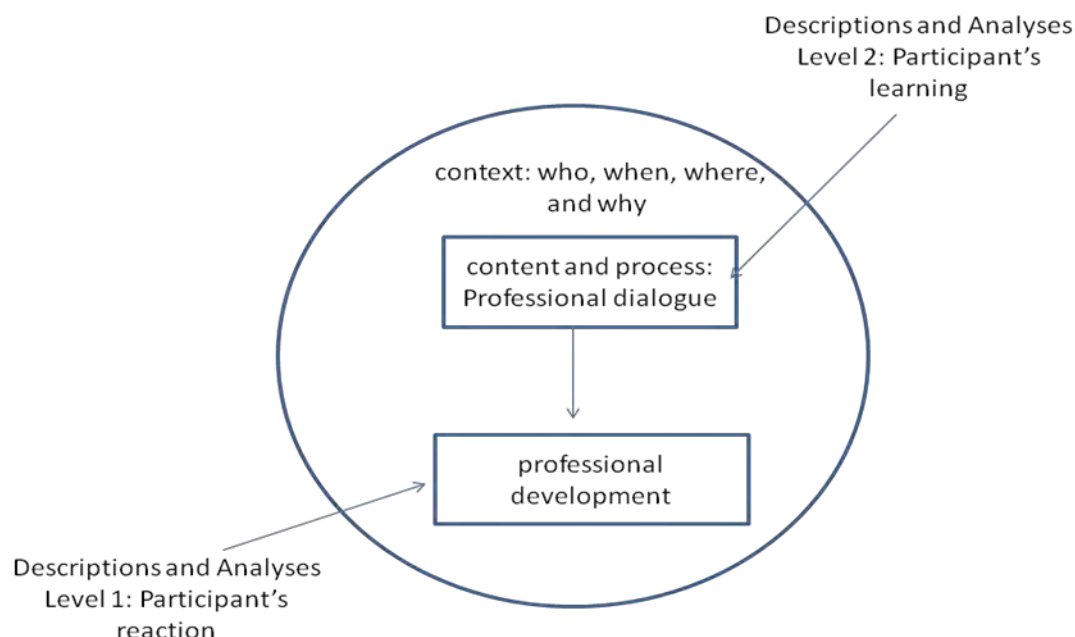 Descriptions and Analyses
Level 2: Participant’s
learning
context: who, when, where,
and why
content and process:
Professional dialogue
professional
development
Descriptions and Analyses
Level 1: Participant’s
reaction